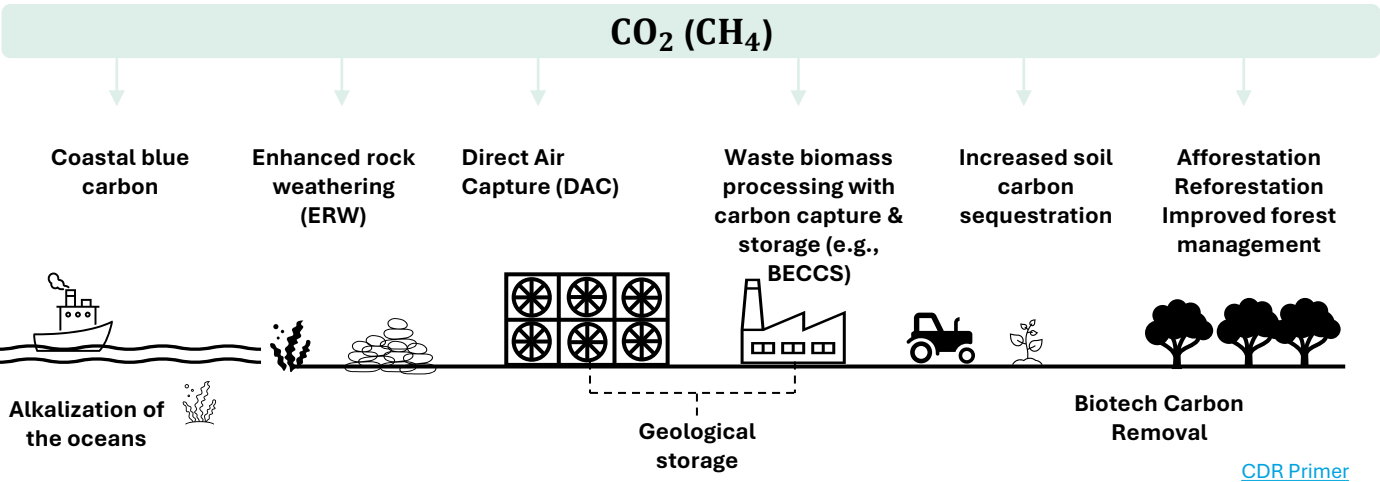 CO₂ (CH₄)
Coastal blue
carbon
Enhanced rock
weathering
(ERW)
Direct Air
Capture (DAC)
Waste biomass
processing with
carbon capture &
storage (e.g.,
BECCS)
Increased soil
carbon
sequestration
Afforestation
Reforestation
Improved forest
management
Alkalization of
the oceans
Geological
storage
Biotech Carbon
Removal
CDR Primer